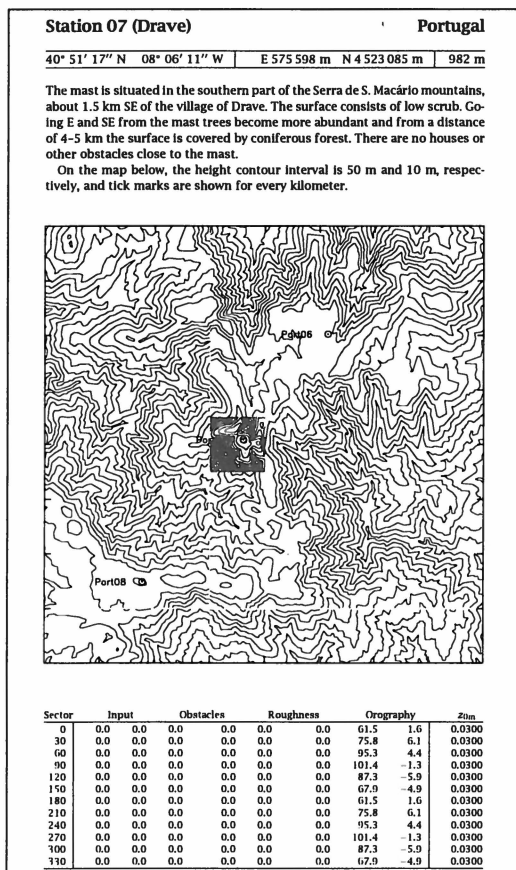 Station 07 (Drave) Portugal
40° 51′ 17″ N 08° 06′ 11″ W E 575 598 m N 4 523 085 m 982 m
The mast is situated in the southern part of the Serra de S. Macário mountains,
about 1.5 km SE of the village of Drave. The surface consists of low scrub. Go-
ing E and SE from the mast trees become more abundant and from a distance
of 4–5 km the surface is covered by coniferous forest. There are no houses or
other obstacles close to the mast.
On the map below, the height contour interval is 50 m and 10 m, respec-
tively, and tick marks are shown for every kilometer.
Port06
Port08
Sector Input Obstacles Roughness Orography z0m
0 0.0 0.0 0.0 0.0 0.0 0.0 61.5 1.6 0.0300
30 0.0 0.0 0.0 0.0 0.0 0.0 75.8 6.1 0.0300
60 0.0 0.0 0.0 0.0 0.0 0.0 95.3 4.4 0.0300
90 0.0 0.0 0.0 0.0 0.0 0.0 101.4 −1.3 0.0300
120 0.0 0.0 0.0 0.0 0.0 0.0 87.3 −5.9 0.0300
150 0.0 0.0 0.0 0.0 0.0 0.0 67.9 −4.9 0.0300
180 0.0 0.0 0.0 0.0 0.0 0.0 61.5 1.6 0.0300
210 0.0 0.0 0.0 0.0 0.0 0.0 75.8 6.1 0.0300
240 0.0 0.0 0.0 0.0 0.0 0.0 95.3 4.4 0.0300
270 0.0 0.0 0.0 0.0 0.0 0.0 101.4 −1.3 0.0300
300 0.0 0.0 0.0 0.0 0.0 0.0 87.3 −5.9 0.0300
330 0.0 0.0 0.0 0.0 0.0 0.0 67.9 −4.9 0.0300